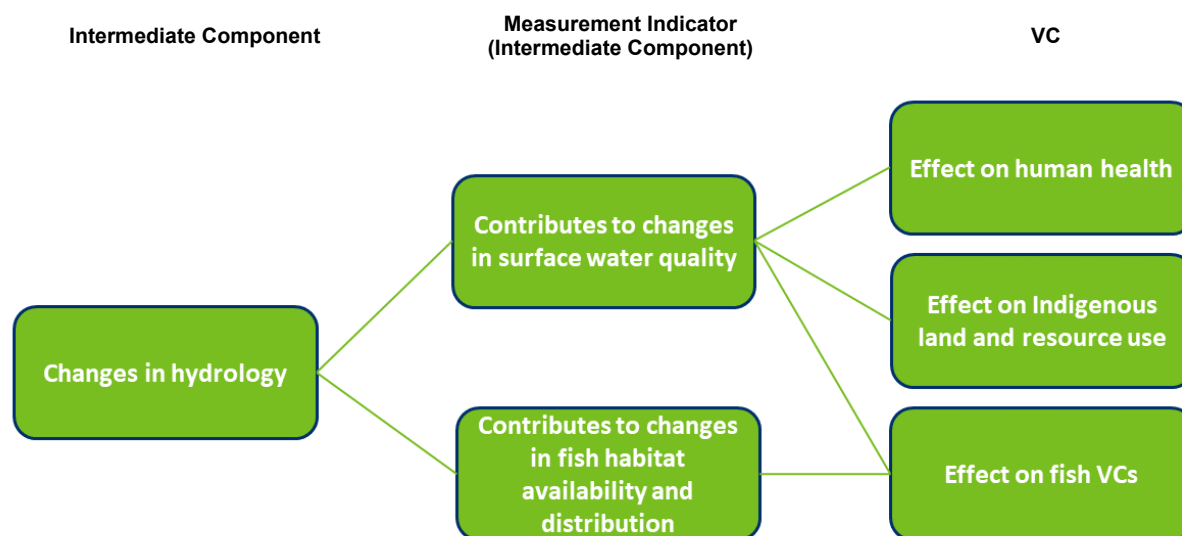 Intermediate Component
Measurement Indicator
(Intermediate Component)
VC
Changes in hydrology
Contributes to changes
in surface water quality
Contributes to changes
in fish habitat
availability and
distribution
Effect on human health
Effect on Indigenous
land and resource use
Effect on fish VCs